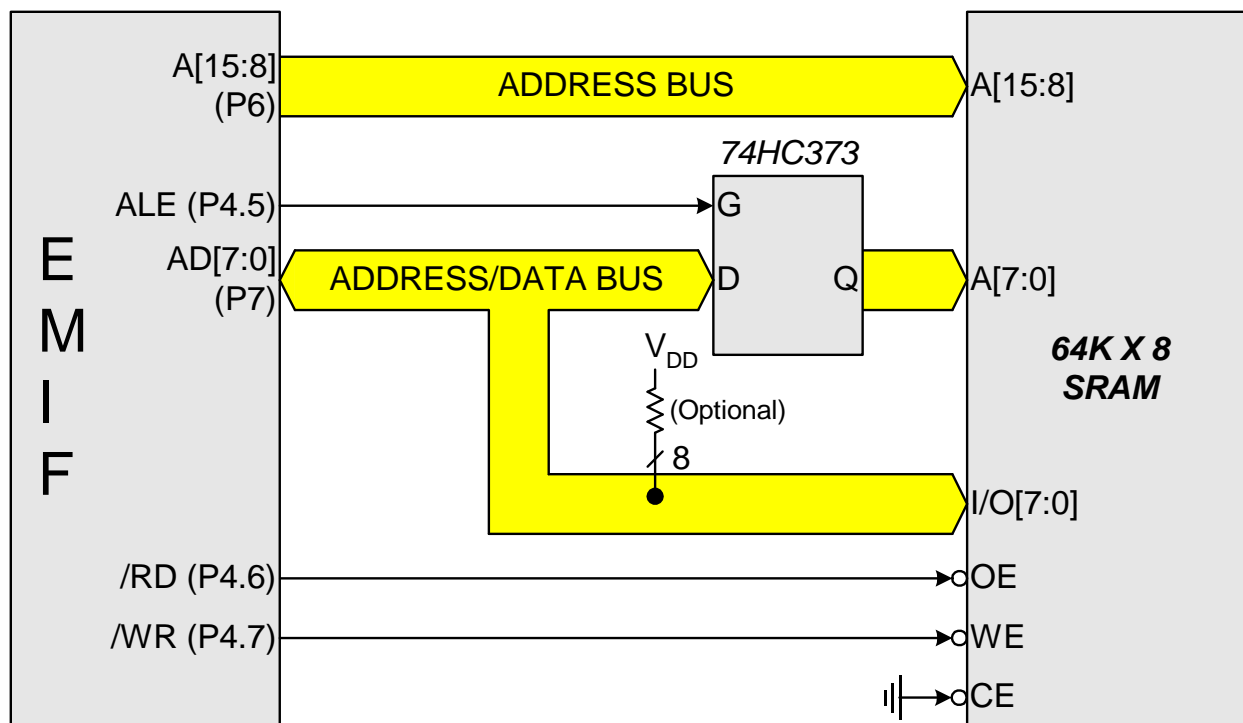 A[15:8]
(P6)
ADDRESS BUS
A[15:8]
74HC373
ALE (P4.5)
G
AD[7:0]
(P7)
ADDRESS/DATA BUS
D
Q
A[7:0]
E
M
I
F
VDD
(Optional)
8
64K X 8
SRAM
I/O[7:0]
/RD (P4.6)
OE
/WR (P4.7)
WE
CE